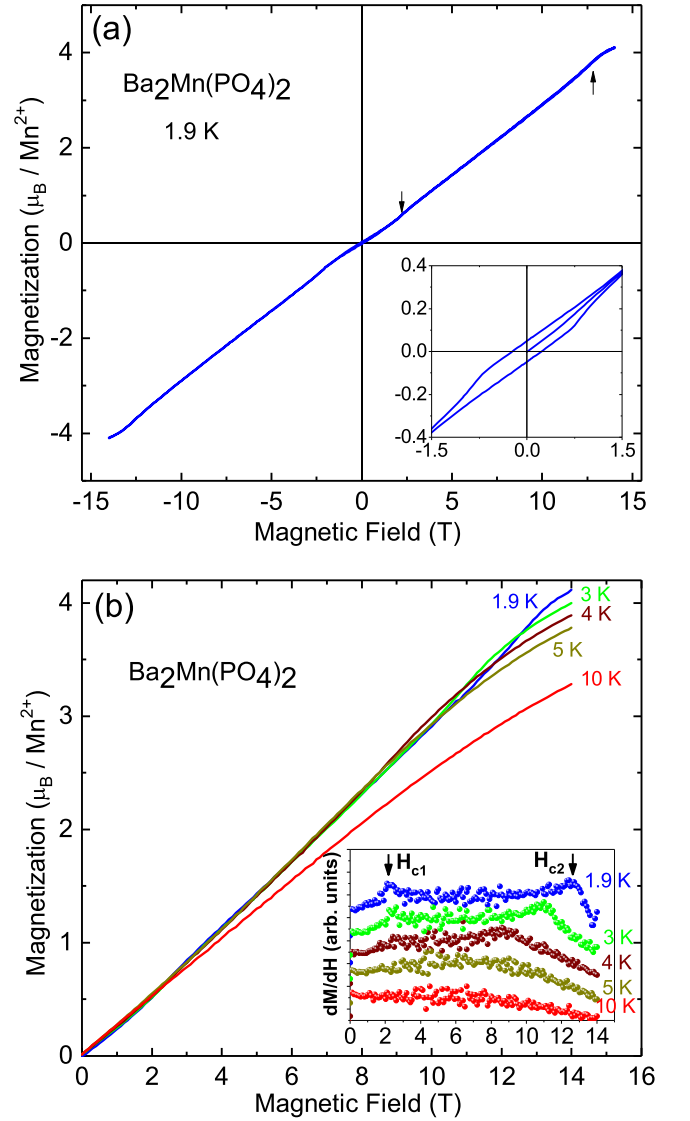 (a)
Ba2Mn(PO4)2
1.9 K
Magnetization (μB / Mn2+)
4
2
0
-2
-4
0.4
0.2
0.0
-0.2
-0.4
-1.5 0.0 1.5
-15 -10 -5 0 5 10 15
Magnetic Field (T)
(b)
Ba2Mn(PO4)2
Magnetization (μB / Mn2+)
4
3
2
1
0
1.9 K
3 K
4 K
5 K
10 K
dM/dH (arb. units)
Hc1
Hc2
1.9 K
3 K
4 K
5 K
10 K
0 2 4 6 8 10 12 14
0 2 4 6 8 10 12 14 16
Magnetic Field (T)